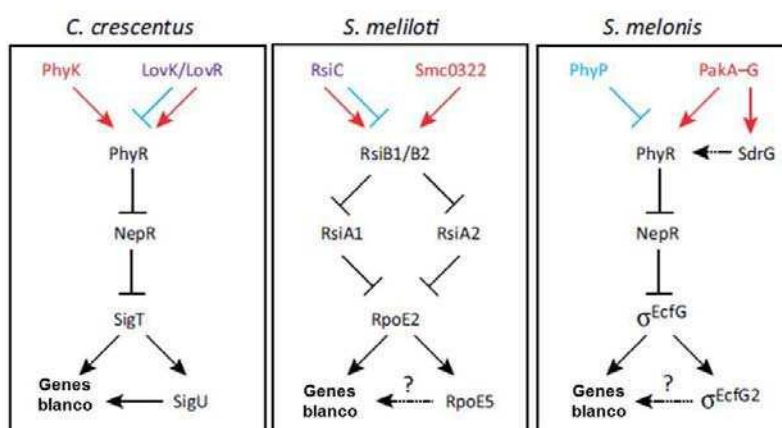 C. crescentus
PhyK LovK/LovR
PhyR
NepR
SigT
Genes
blanco
SigU
S. meliloti
RsiC Smc0322
RsiB1/B2
RsiA1 RsiA2
RpoE2
Genes
blanco
?
RpoE5
S. melonis
PhyP PakA–G
PhyR SdrG
NepR
σEcfG
Genes
blanco
?
σEcfG2